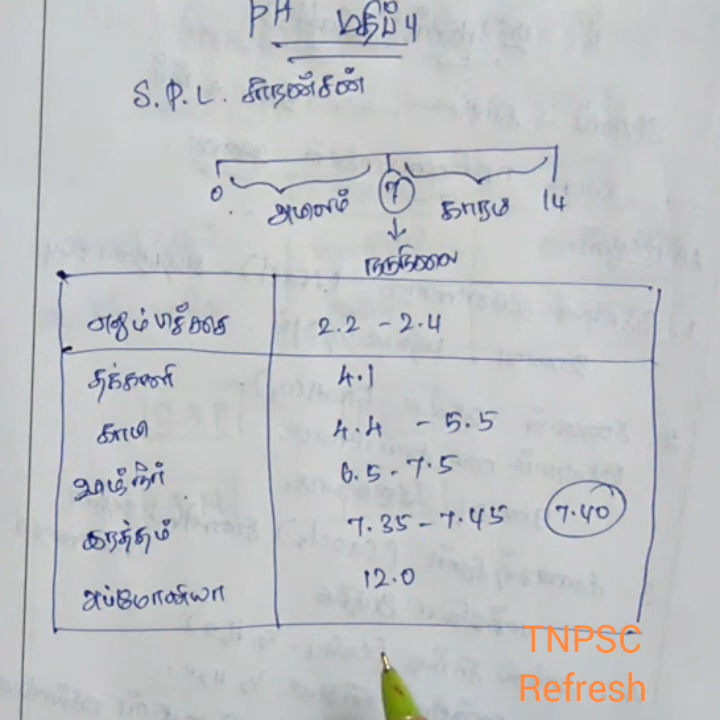 PH மதிப்பு
S.P.L. சாரன்சன்
0 அமிலம் 7 காரம் 14
நடுநிலை
எலும்பச்சை 2.2 - 2.4
தக்காளி 4.1
காபி 4.4 - 5.5
உமிழ்நீர் 6.5 - 7.5
இரத்தம் 7.35 - 7.45 7.40
அம்மோனியா 12.0
TNPSC
Refresh